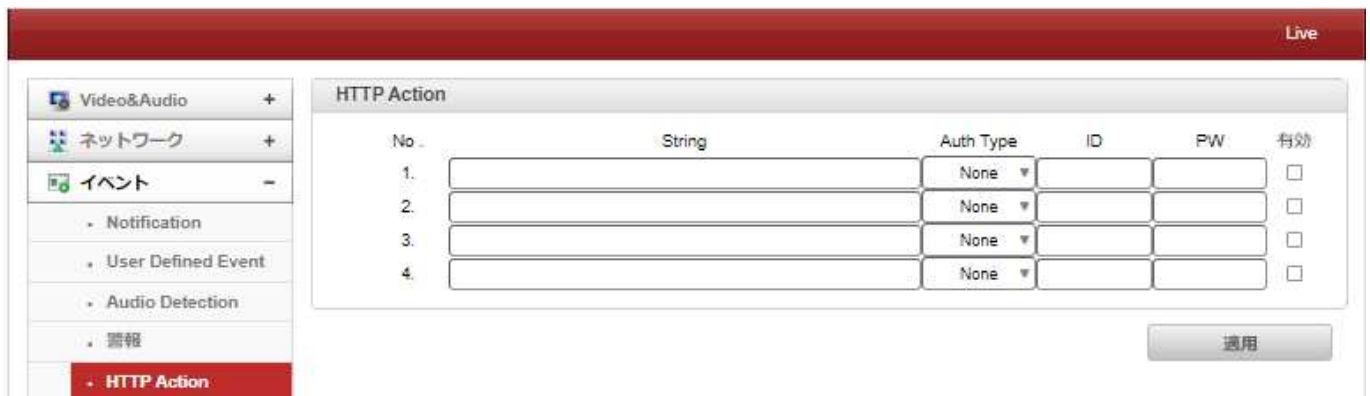 Live
Video&Audio +
ネットワーク +
イベント -
Notification
User Defined Event
Audio Detection
警報
HTTP Action
HTTP Action
No . String Auth Type ID PW 有効
1. None
2. None
3. None
4. None
適用